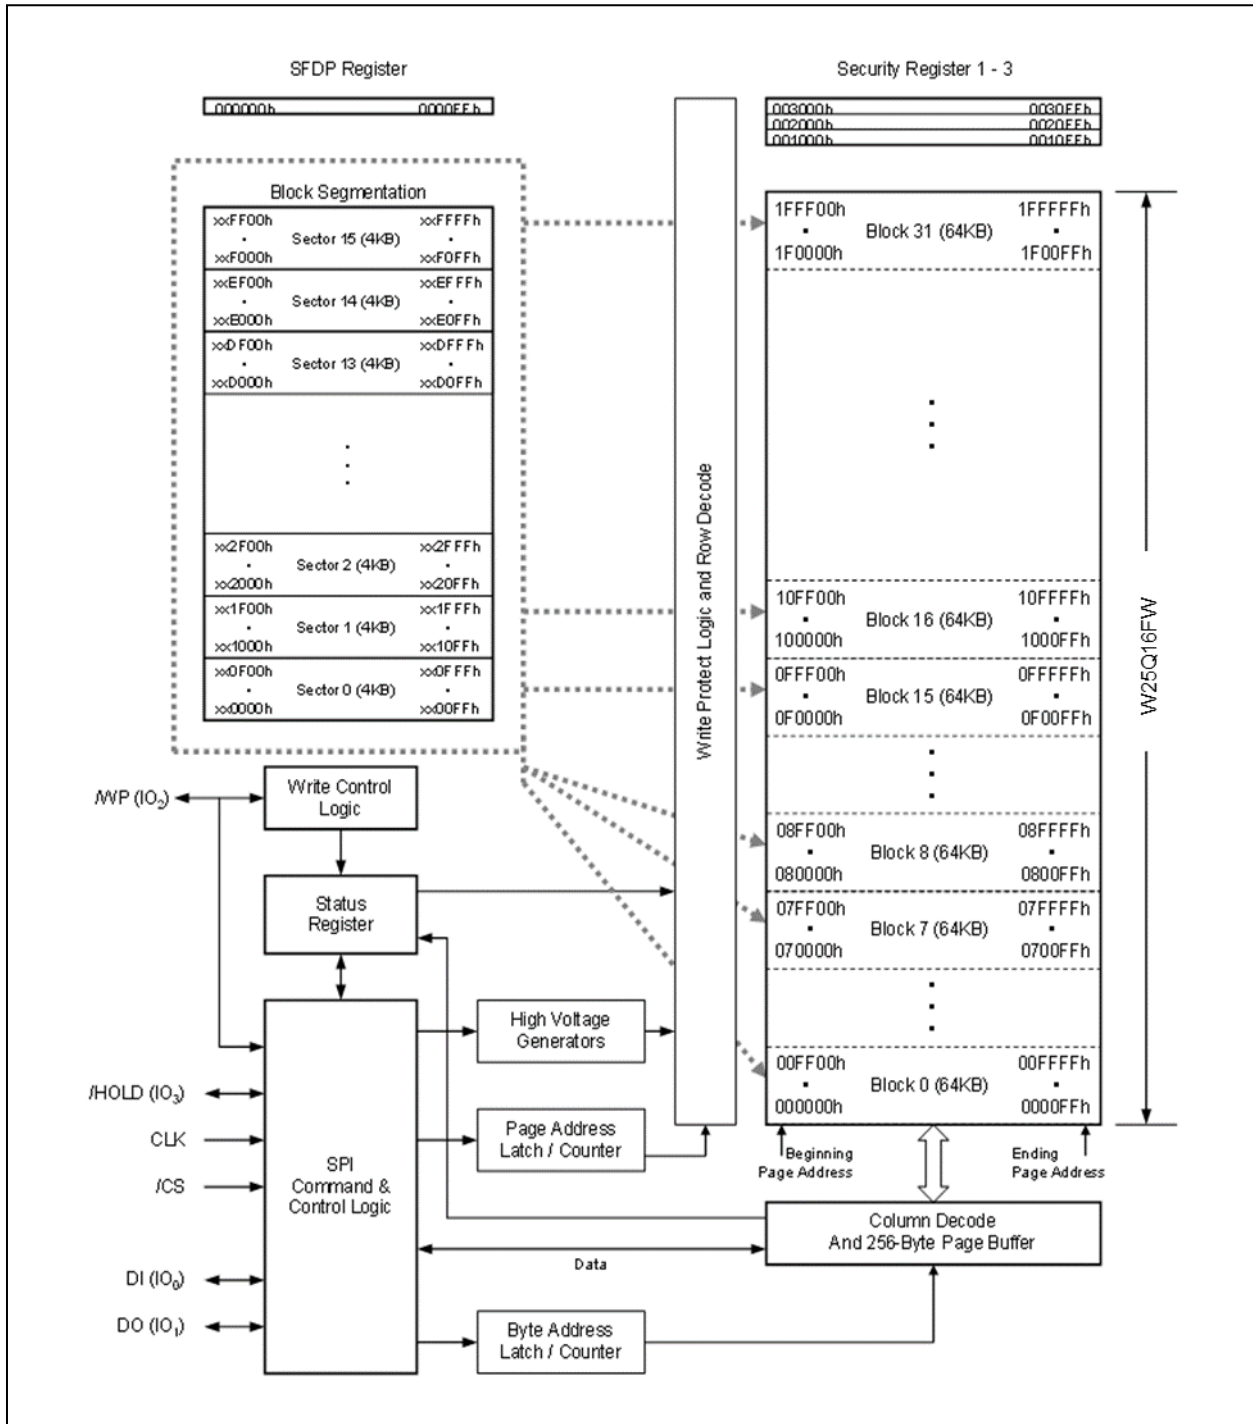 SFDP Register
000000h 0000FFh
Security Register 1 - 3
003000h 0030FFh
002000h 0020FFh
001000h 0010FFh
Block Segmentation
xxFF00h xxFFFFh
Sector 15 (4KB)
xxF000h xxF0FFh
xxEF00h xxEFFFh
Sector 14 (4KB)
xxE000h xxE0FFh
xxDF00h xxDFFFh
Sector 13 (4KB)
xxD000h xxD0FFh
xx2F00h xx2FFFh
Sector 2 (4KB)
xx2000h xx20FFh
xx1F00h xx1FFFh
Sector 1 (4KB)
xx1000h xx10FFh
xx0F00h xx0FFFh
Sector 0 (4KB)
xx0000h xx00FFh
Write Protect Logic and Row Decode
1FFF00h 1FFFFFh
Block 31 (64KB)
1F0000h 1F00FFh
10FF00h 10FFFFh
Block 16 (64KB)
100000h 1000FFh
0FFF00h 0FFFFFh
Block 15 (64KB)
0F0000h 0F00FFh
08FF00h 08FFFFh
Block 8 (64KB)
080000h 0800FFh
07FF00h 07FFFFh
Block 7 (64KB)
070000h 0700FFh
00FF00h 00FFFFh
Block 0 (64KB)
000000h 0000FFh
W25Q16FW
Beginning
Page Address
Ending
Page Address
/WP (IO₂)
Write Control
Logic
Status
Register
High Voltage
Generators
/HOLD (IO₃)
CLK
/CS
DI (IO₀)
DO (IO₁)
SPI
Command &
Control Logic
Page Address
Latch / Counter
Column Decode
And 256-Byte Page Buffer
Data
Byte Address
Latch / Counter